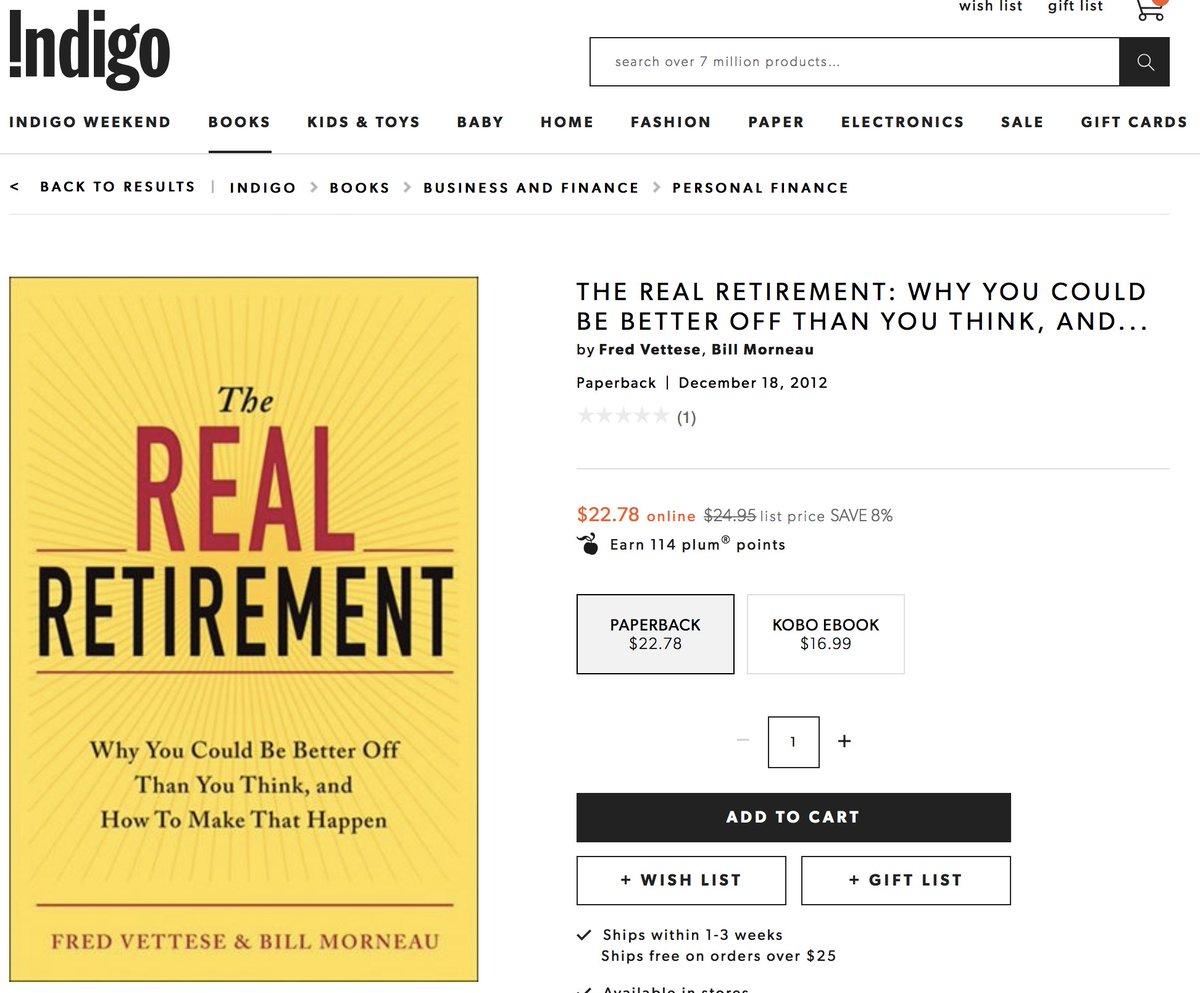 Indigo
wish list gift list
search over 7 million products...
INDIGO WEEKEND BOOKS KIDS & TOYS BABY HOME FASHION PAPER ELECTRONICS SALE GIFT CARDS
< BACK TO RESULTS | INDIGO > BOOKS > BUSINESS AND FINANCE > PERSONAL FINANCE
The
REAL
RETIREMENT
Why You Could Be Better Off
Than You Think, and
How To Make That Happen
FRED VETTESE & BILL MORNEAU
THE REAL RETIREMENT: WHY YOU COULD
BE BETTER OFF THAN YOU THINK, AND...
by Fred Vettese, Bill Morneau
Paperback | December 18, 2012
(1)
$22.78 online $24.95 list price SAVE 8%
Earn 114 plum® points
PAPERBACK
$22.78
KOBO EBOOK
$16.99
− 1 +
ADD TO CART
+ WISH LIST
+ GIFT LIST
Ships within 1-3 weeks
Ships free on orders over $25
Available in stores